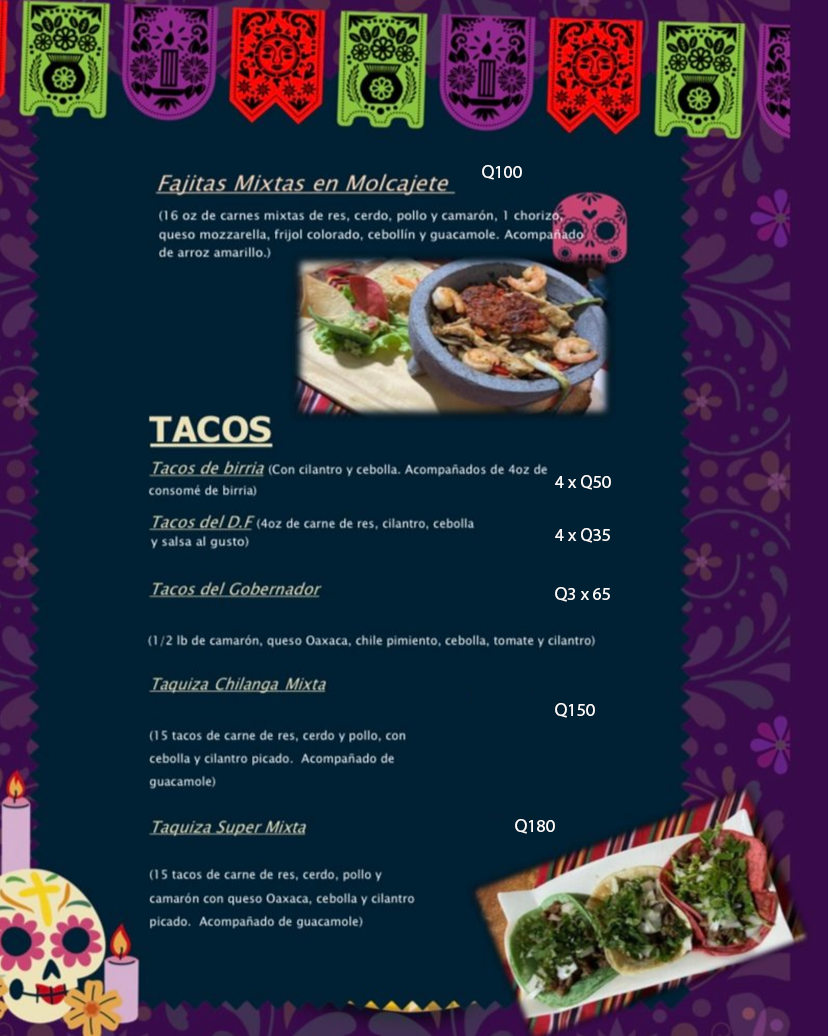 Fajitas Mixtas en Molcajete Q100
(16 oz de carnes mixtas de res, cerdo, pollo y camarón, 1 chorizo,
queso mozzarella, frijol colorado, cebollín y guacamole. Acompañado
de arroz amarillo.)
TACOS
Tacos de birria (Con cilantro y cebolla. Acompañados de 4oz de
consomé de birria) 4 x Q50
Tacos del D.F (4oz de carne de res, cilantro, cebolla
y salsa al gusto) 4 x Q35
Tacos del Gobernador Q3 x 65
(1/2 lb de camarón, queso Oaxaca, chile pimiento, cebolla, tomate y cilantro)
Taquiza Chilanga Mixta
Q150
(15 tacos de carne de res, cerdo y pollo, con
cebolla y cilantro picado. Acompañado de
guacamole)
Taquiza Super Mixta Q180
(15 tacos de carne de res, cerdo, pollo y
camarón con queso Oaxaca, cebolla y cilantro
picado. Acompañado de guacamole)